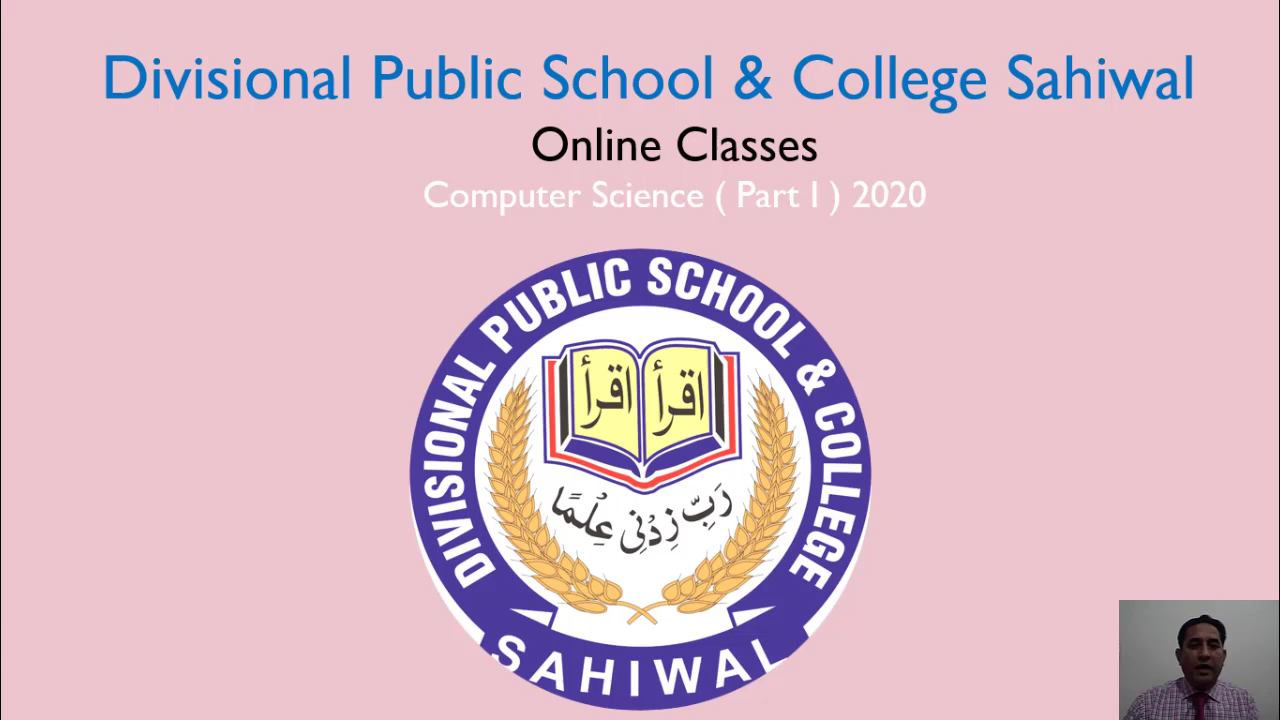 Divisional Public School & College Sahiwal
Online Classes
Computer Science ( Part I ) 2020
DIVISIONAL PUBLIC SCHOOL & COLLEGE
اقرأ اقرأ
رَبِّ زِدْنِي عِلْمًا
SAHIWAL